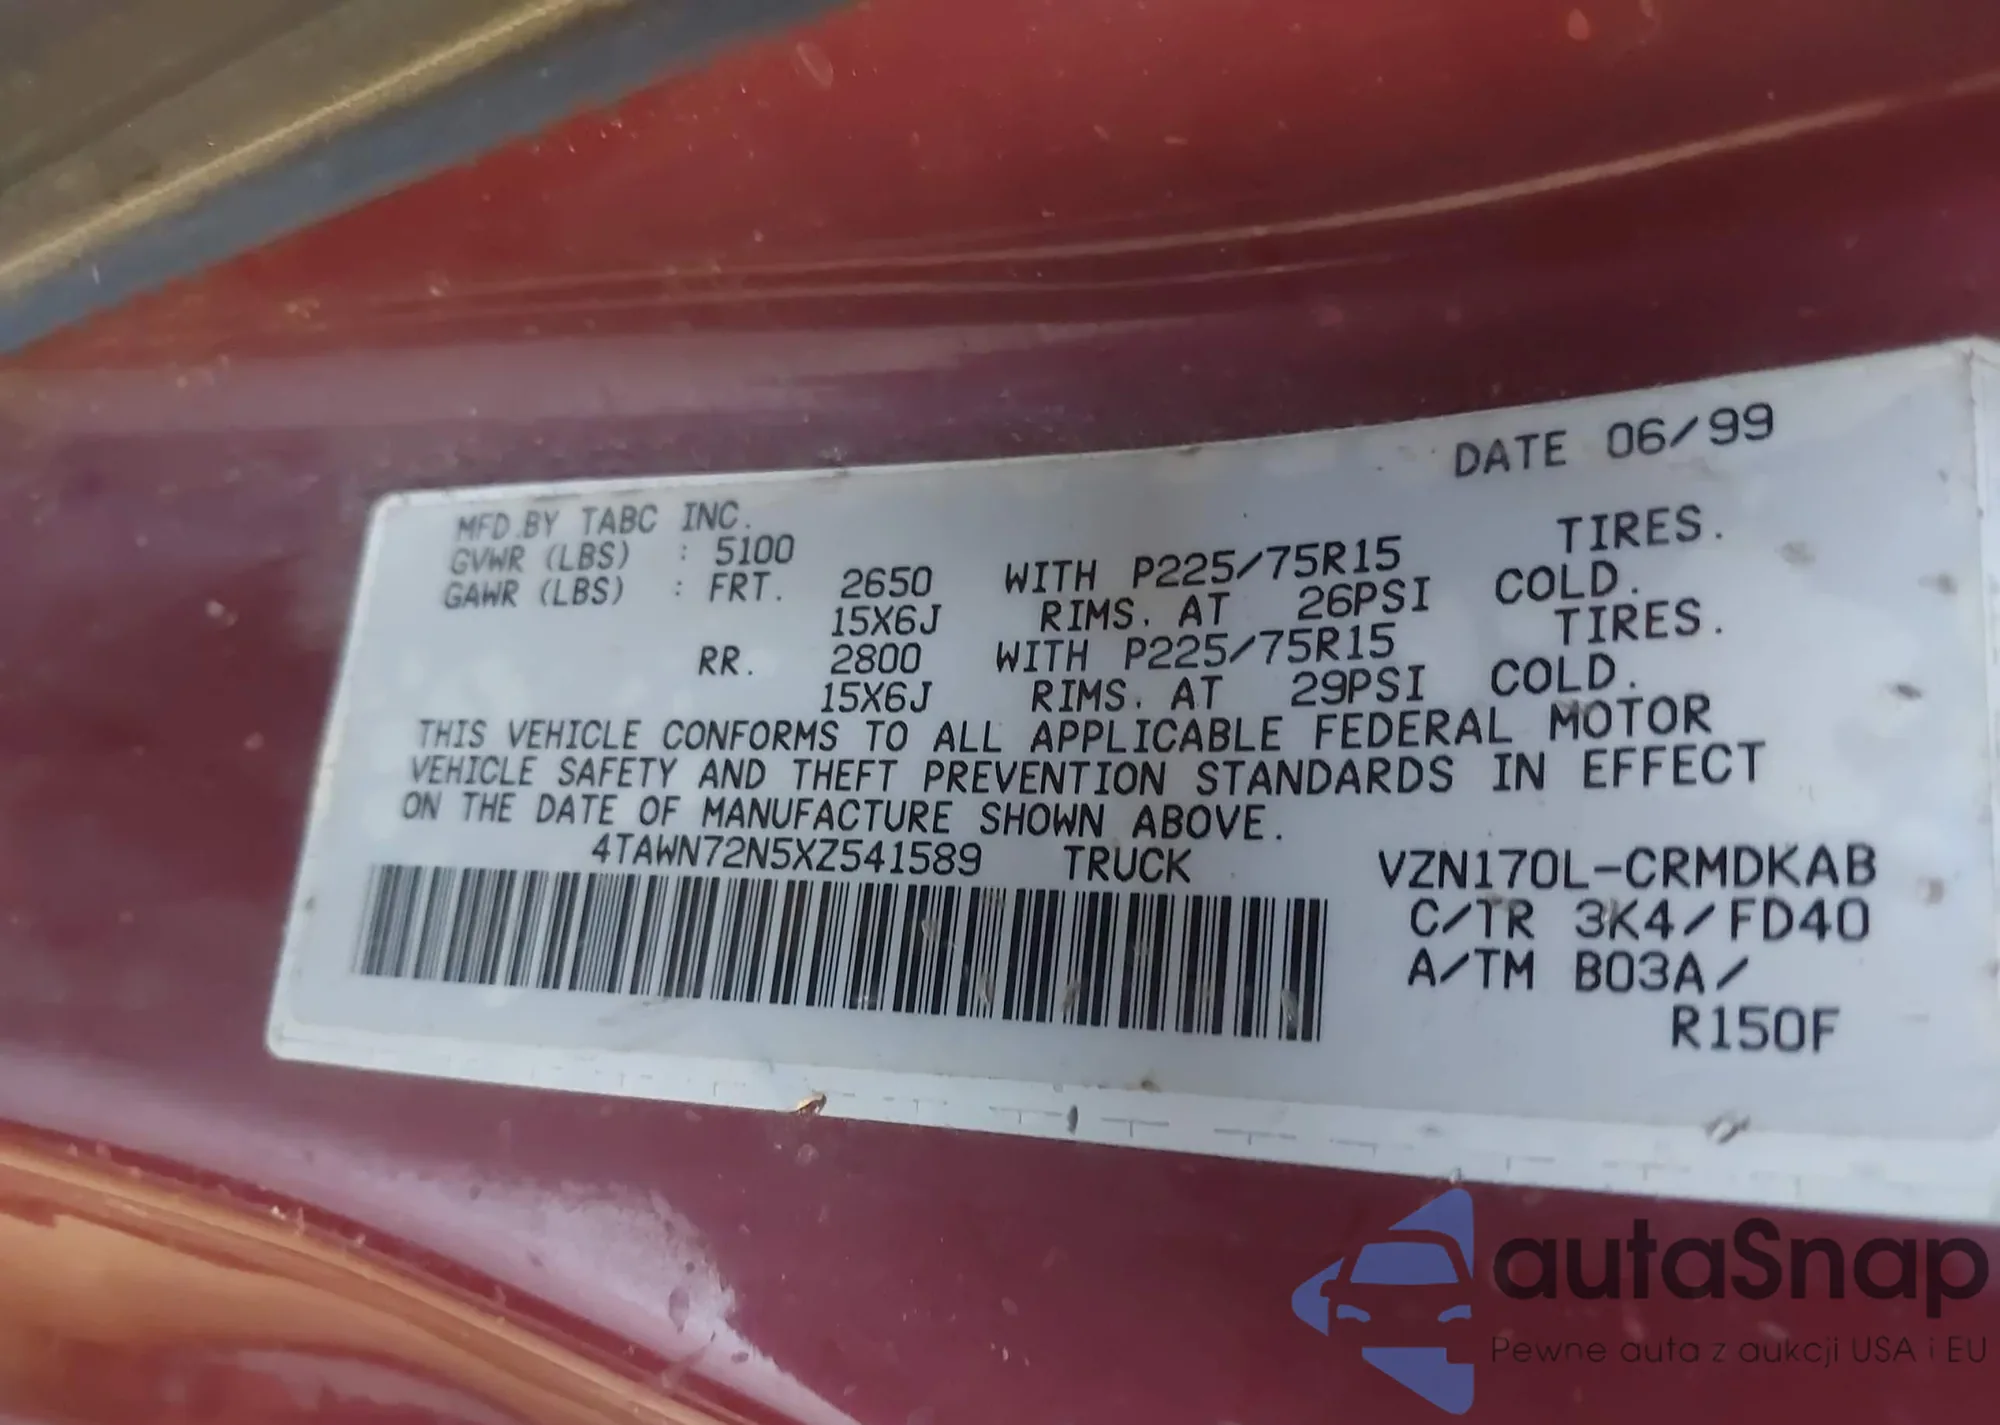 DATE 06/99
MFD.BY TABC INC.
GVWR (LBS) : 5100
GAWR (LBS) : FRT. 2650 WITH P225/75R15 TIRES.
15X6J RIMS. AT 26PSI COLD.
RR. 2800 WITH P225/75R15 TIRES.
15X6J RIMS. AT 29PSI COLD.
THIS VEHICLE CONFORMS TO ALL APPLICABLE FEDERAL MOTOR
VEHICLE SAFETY AND THEFT PREVENTION STANDARDS IN EFFECT
ON THE DATE OF MANUFACTURE SHOWN ABOVE.
4TAWN72N5XZ541589 TRUCK VZN170L-CRMDKAB
C/TR 3K4/FD40
A/TM B03A/
R150F
autaSnap
Pewne auta z aukcji USA i EU